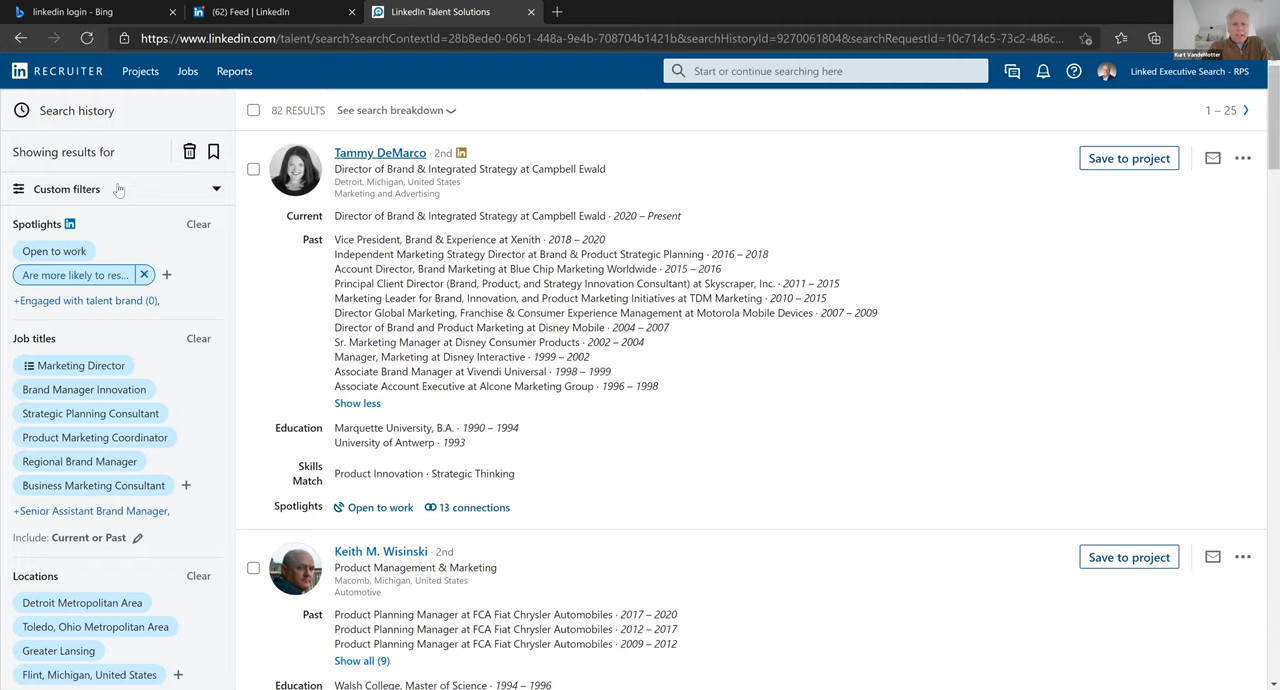 linkedin login - Bing
(62) Feed | LinkedIn
LinkedIn Talent Solutions
https://www.linkedin.com/talent/search?searchContextId=28b8ede0-06b1-448a-9e4b-708704b1421b&searchHistoryId=9270061804&searchRequestId=10c714c5-73c2-486c...
Kurt VandeMotter
in RECRUITER
Projects
Jobs
Reports
Start or continue searching here
Linked Executive Search - RPS
Search history
82 RESULTS
See search breakdown
1 – 25
Showing results for
Custom filters
Spotlights in
Clear
Open to work
Are more likely to res...
+Engaged with talent brand (0),
Job titles
Clear
Marketing Director
Brand Manager Innovation
Strategic Planning Consultant
Product Marketing Coordinator
Regional Brand Manager
Business Marketing Consultant
+Senior Assistant Brand Manager,
Include: Current or Past
Locations
Clear
Detroit Metropolitan Area
Toledo, Ohio Metropolitan Area
Greater Lansing
Flint, Michigan, United States
Tammy DeMarco · 2nd in
Director of Brand & Integrated Strategy at Campbell Ewald
Detroit, Michigan, United States
Marketing and Advertising
Save to project
Current
Director of Brand & Integrated Strategy at Campbell Ewald · 2020 – Present
Past
Vice President, Brand & Experience at Xenith · 2018 – 2020
Independent Marketing Strategy Director at Brand & Product Strategic Planning · 2016 – 2018
Account Director, Brand Marketing at Blue Chip Marketing Worldwide · 2015 – 2016
Principal Client Director (Brand, Product, and Strategy Innovation Consultant) at Skyscraper, Inc. · 2011 – 2015
Marketing Leader for Brand, Innovation, and Product Marketing Initiatives at TDM Marketing · 2010 – 2015
Director Global Marketing, Franchise & Consumer Experience Management at Motorola Mobile Devices · 2007 – 2009
Director of Brand and Product Marketing at Disney Mobile · 2004 – 2007
Sr. Marketing Manager at Disney Consumer Products · 2002 – 2004
Manager, Marketing at Disney Interactive · 1999 – 2002
Associate Brand Manager at Vivendi Universal · 1998 – 1999
Associate Account Executive at Alcone Marketing Group · 1996 – 1998
Show less
Education
Marquette University, B.A. · 1990 – 1994
University of Antwerp · 1993
Skills
Match
Product Innovation · Strategic Thinking
Spotlights
Open to work
13 connections
Keith M. Wisinski · 2nd
Product Management & Marketing
Macomb, Michigan, United States
Automotive
Save to project
Past
Product Planning Manager at FCA Fiat Chrysler Automobiles · 2017 – 2020
Product Planning Manager at FCA Fiat Chrysler Automobiles · 2012 – 2017
Product Planning Manager at FCA Fiat Chrysler Automobiles · 2009 – 2012
Show all (9)
Education
Walsh College, Master of Science · 1994 – 1996